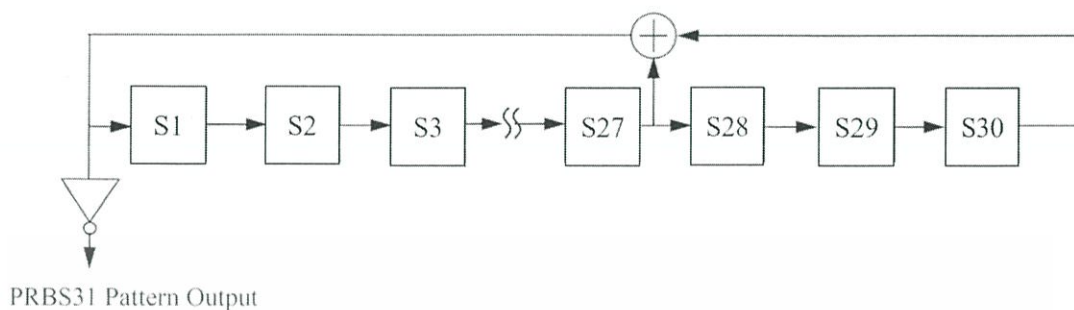 S1 S2 S3 S27 S28 S29 S30
PRBS31 Pattern Output